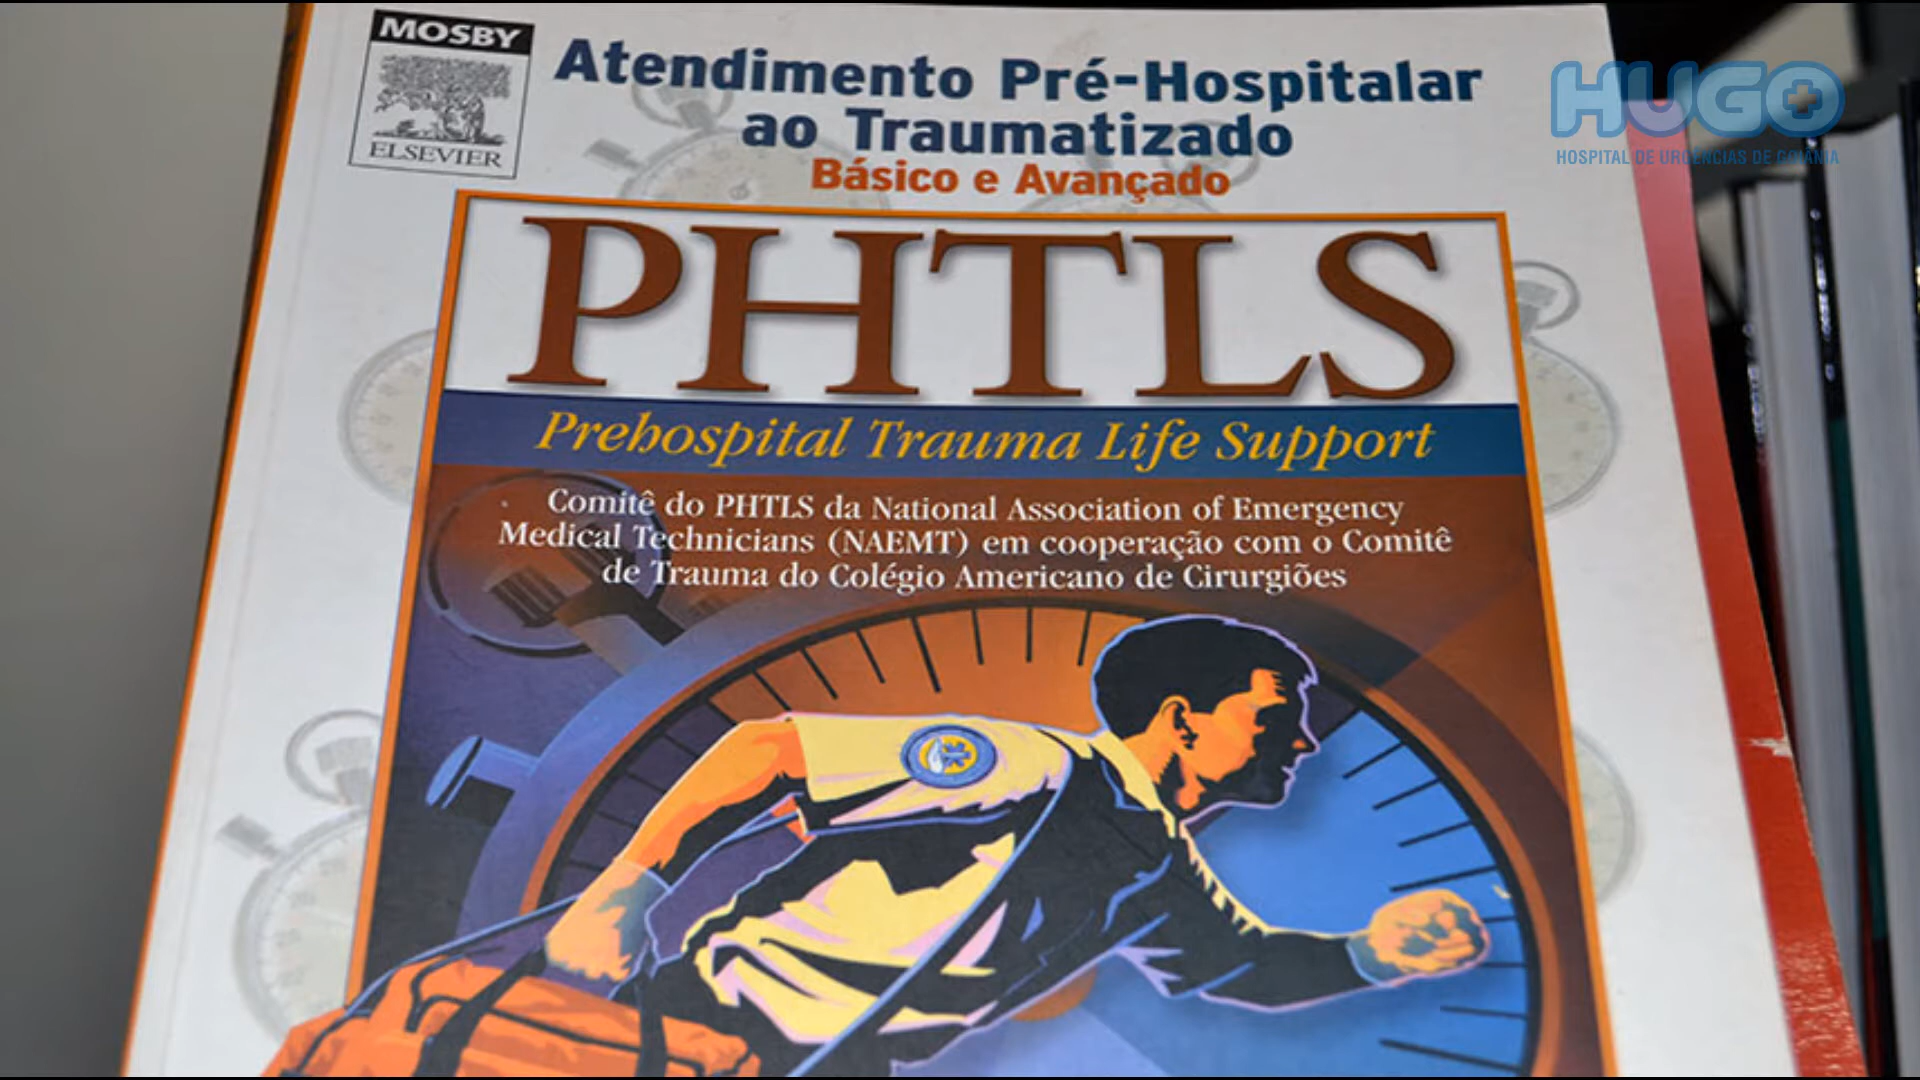 MOSBY
ELSEVIER
Atendimento Pré-Hospitalar
ao Traumatizado
Básico e Avançado
PHTLS
Prehospital Trauma Life Support
Comitê do PHTLS da National Association of Emergency
Medical Technicians (NAEMT) em cooperação com o Comitê
de Trauma do Colégio Americano de Cirurgiões
HUGO
HOSPITAL DE URGÊNCIAS DE GOIÂNIA